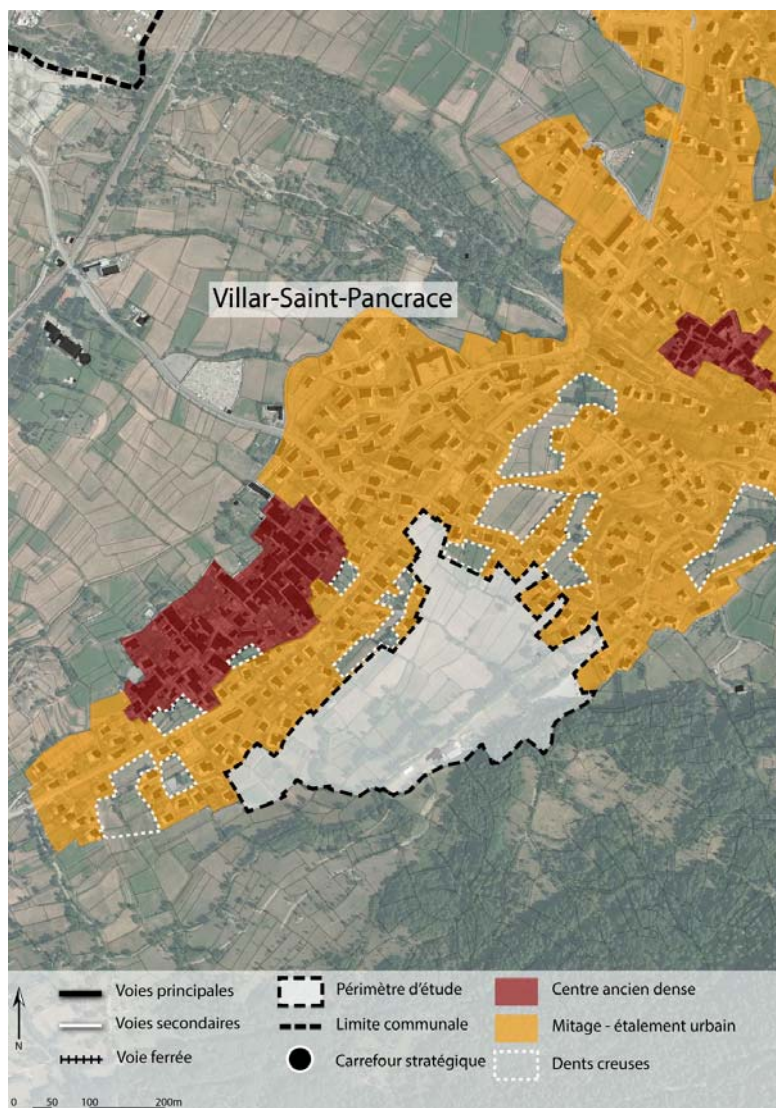 Villar-Saint-Pancrace
Voies principales
Périmètre d'étude
Centre ancien dense
Voies secondaires
Limite communale
Mitage - étalement urbain
Voie ferrée
Carrefour stratégique
Dents creuses
N
0 50 100 200m